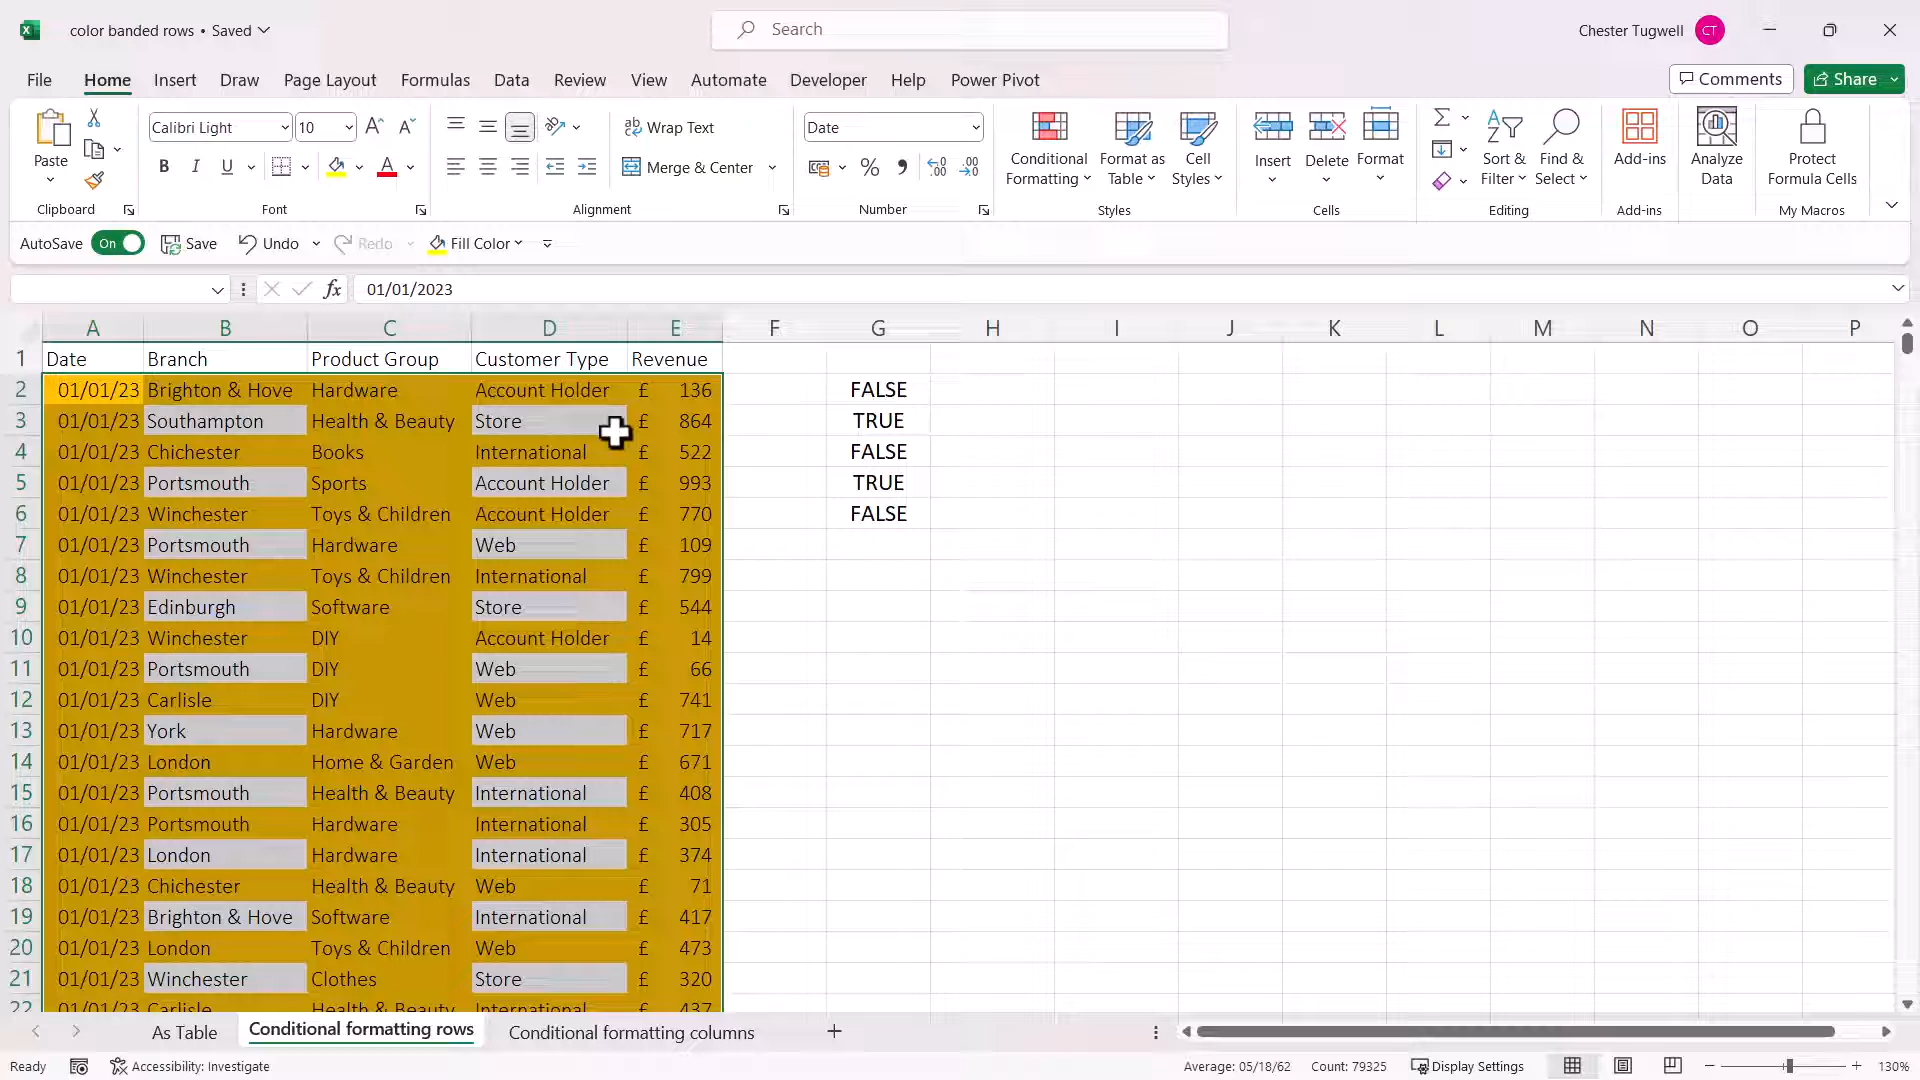 color banded rows • Saved
Search
Chester Tugwell CT
File Home Insert Draw Page Layout Formulas Data Review View Automate Developer Help Power Pivot
Comments Share
Paste
Clipboard
Calibri Light 10
B I U
Font
Wrap Text
Merge & Center
Alignment
Date
Number
Conditional Formatting
Format as Table
Cell Styles
Styles
Insert
Delete
Format
Cells
Sort & Filter
Find & Select
Editing
Add-ins
Add-ins
Analyze Data
Protect Formula Cells
My Macros
AutoSave On Save Undo Redo Fill Color
fx 01/01/2023
A B C D E F G H I J K L M N O P
1 Date Branch Product Group Customer Type Revenue
2 01/01/23 Brighton & Hove Hardware Account Holder £ 136 FALSE
3 01/01/23 Southampton Health & Beauty Store £ 864 TRUE
4 01/01/23 Chichester Books International £ 522 FALSE
5 01/01/23 Portsmouth Sports Account Holder £ 993 TRUE
6 01/01/23 Winchester Toys & Children Account Holder £ 770 FALSE
7 01/01/23 Portsmouth Hardware Web £ 109
8 01/01/23 Winchester Toys & Children International £ 799
9 01/01/23 Edinburgh Software Store £ 544
10 01/01/23 Winchester DIY Account Holder £ 14
11 01/01/23 Portsmouth DIY Web £ 66
12 01/01/23 Carlisle DIY Web £ 741
13 01/01/23 York Hardware Web £ 717
14 01/01/23 London Home & Garden Web £ 671
15 01/01/23 Portsmouth Health & Beauty International £ 408
16 01/01/23 Portsmouth Hardware International £ 305
17 01/01/23 London Hardware International £ 374
18 01/01/23 Chichester Health & Beauty Web £ 71
19 01/01/23 Brighton & Hove Software International £ 417
20 01/01/23 London Toys & Children Web £ 473
21 01/01/23 Winchester Clothes Store £ 320
22 01/01/23 Carlisle Health & Beauty International £ 437
As Table Conditional formatting rows Conditional formatting columns
Ready Accessibility: Investigate Average: 05/18/62 Count: 79325 Display Settings 130%